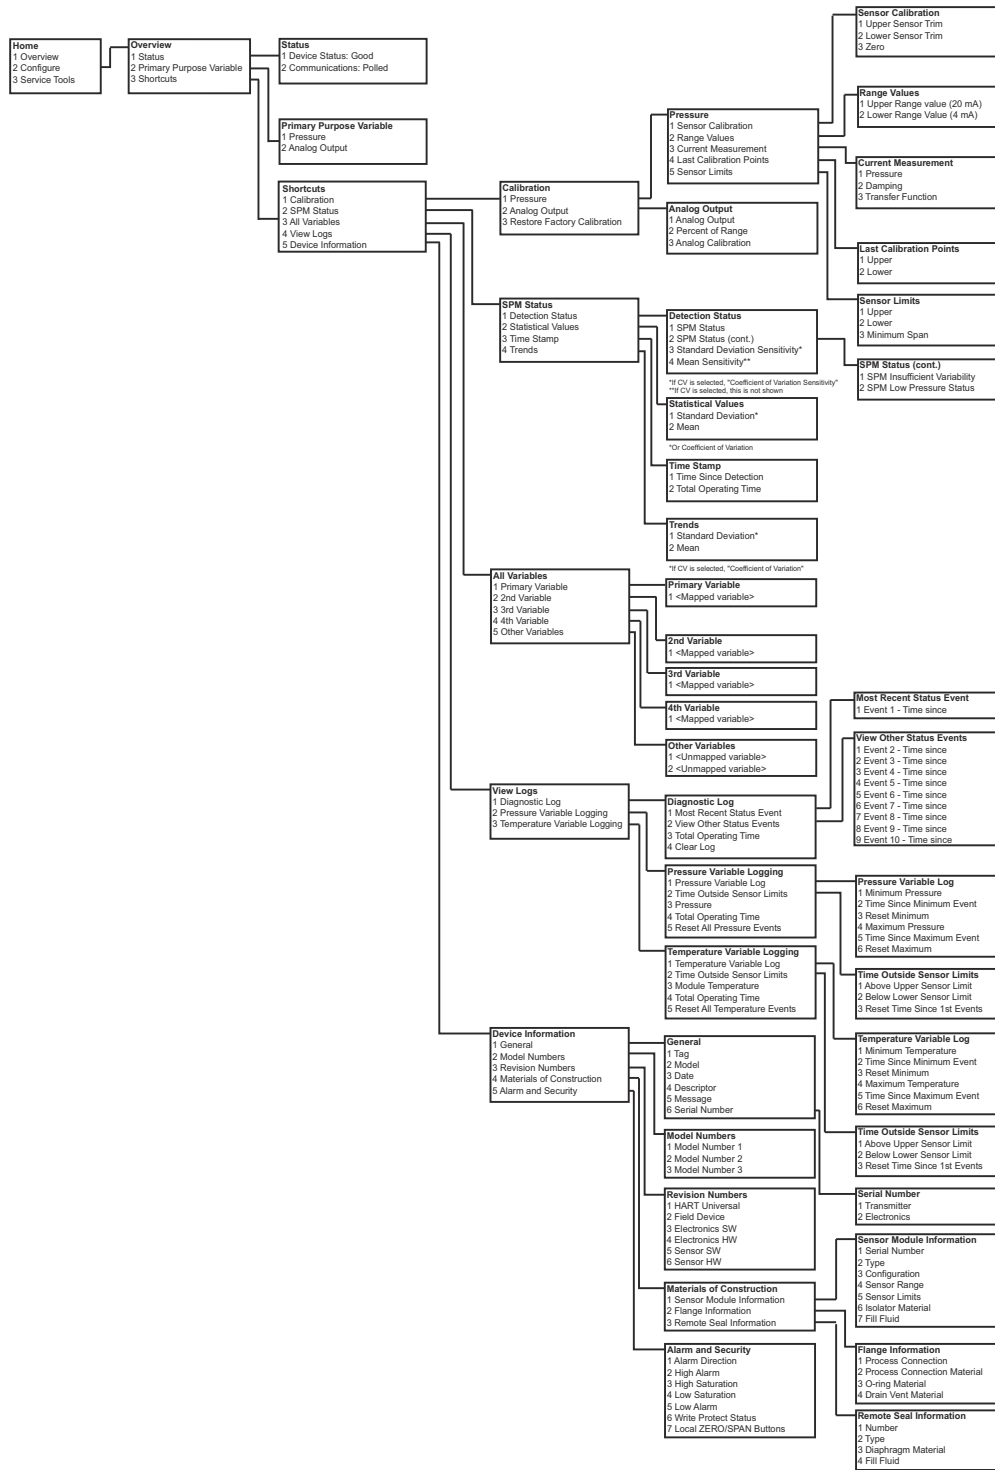 Home
1 Overview
2 Configure
3 Service Tools
Overview
1 Status
2 Primary Purpose Variable
3 Shortcuts
Status
1 Device Status: Good
2 Communications: Polled
Primary Purpose Variable
1 Pressure
2 Analog Output
Shortcuts
1 Calibration
2 SPM Status
3 All Variables
4 View Logs
5 Device Information
Calibration
1 Pressure
2 Analog Output
3 Restore Factory Calibration
Pressure
1 Sensor Calibration
2 Range Values
3 Current Measurement
4 Last Calibration Points
5 Sensor Limits
Analog Output
1 Analog Output
2 Percent of Range
3 Analog Calibration
Sensor Calibration
1 Upper Sensor Trim
2 Lower Sensor Trim
3 Zero
Range Values
1 Upper Range value (20 mA)
2 Lower Range Value (4 mA)
Current Measurement
1 Pressure
2 Damping
3 Transfer Function
Last Calibration Points
1 Upper
2 Lower
Sensor Limits
1 Upper
2 Lower
3 Minimum Span
SPM Status
1 Detection Status
2 Statistical Values
3 Time Stamp
4 Trends
Detection Status
1 SPM Status
2 SPM Status (cont.)
3 Standard Deviation Sensitivity*
4 Mean Sensitivity**
*If CV is selected, "Coefficient of Variation Sensitivity"
**If CV is selected, this is not shown
SPM Status (cont.)
1 SPM Insufficient Variability
2 SPM Low Pressure Status
Statistical Values
1 Standard Deviation*
2 Mean
*Or Coefficient of Variation
Time Stamp
1 Time Since Detection
2 Total Operating Time
Trends
1 Standard Deviation*
2 Mean
*If CV is selected, "Coefficient of Variation"
All Variables
1 Primary Variable
2 2nd Variable
3 3rd Variable
4 4th Variable
5 Other Variables
Primary Variable
1 <Mapped variable>
2nd Variable
1 <Mapped variable>
3rd Variable
1 <Mapped variable>
4th Variable
1 <Mapped variable>
Other Variables
1 <Unmapped variable>
2 <Unmapped variable>
View Logs
1 Diagnostic Log
2 Pressure Variable Logging
3 Temperature Variable Logging
Diagnostic Log
1 Most Recent Status Event
2 View Other Status Events
3 Total Operating Time
4 Clear Log
Most Recent Status Event
1 Event 1 - Time since
View Other Status Events
1 Event 2 - Time since
2 Event 3 - Time since
3 Event 4 - Time since
4 Event 5 - Time since
5 Event 6 - Time since
6 Event 7 - Time since
7 Event 8 - Time since
8 Event 9 - Time since
9 Event 10 - Time since
Pressure Variable Logging
1 Pressure Variable Log
2 Time Outside Sensor Limits
3 Pressure
4 Total Operating Time
5 Reset All Pressure Events
Pressure Variable Log
1 Minimum Pressure
2 Time Since Minimum Event
3 Reset Minimum
4 Maximum Pressure
5 Time Since Maximum Event
6 Reset Maximum
Time Outside Sensor Limits
1 Above Upper Sensor Limit
2 Below Lower Sensor Limit
3 Reset Time Since 1st Events
Temperature Variable Logging
1 Temperature Variable Log
2 Time Outside Sensor Limits
3 Module Temperature
4 Total Operating Time
5 Reset All Temperature Events
Temperature Variable Log
1 Minimum Temperature
2 Time Since Minimum Event
3 Reset Minimum
4 Maximum Temperature
5 Time Since Maximum Event
6 Reset Maximum
Time Outside Sensor Limits
1 Above Upper Sensor Limit
2 Below Lower Sensor Limit
3 Reset Time Since 1st Events
Device Information
1 General
2 Model Numbers
3 Revision Numbers
4 Materials of Construction
5 Alarm and Security
General
1 Tag
2 Model
3 Date
4 Descriptor
5 Message
6 Serial Number
Serial Number
1 Transmitter
2 Electronics
Model Numbers
1 Model Number 1
2 Model Number 2
3 Model Number 3
Revision Numbers
1 HART Universal
2 Field Device
3 Electronics SW
4 Electronics HW
5 Sensor SW
6 Sensor HW
Materials of Construction
1 Sensor Module Information
2 Flange Information
3 Remote Seal Information
Sensor Module Information
1 Serial Number
2 Type
3 Configuration
4 Sensor Range
5 Sensor Limits
6 Isolator Material
7 Fill Fluid
Flange Information
1 Process Connection
2 Process Connection Material
3 O-ring Material
4 Drain Vent Material
Remote Seal Information
1 Number
2 Type
3 Diaphragm Material
4 Fill Fluid
Alarm and Security
1 Alarm Direction
2 High Alarm
3 High Saturation
4 Low Saturation
5 Low Alarm
6 Write Protect Status
7 Local ZERO/SPAN Buttons